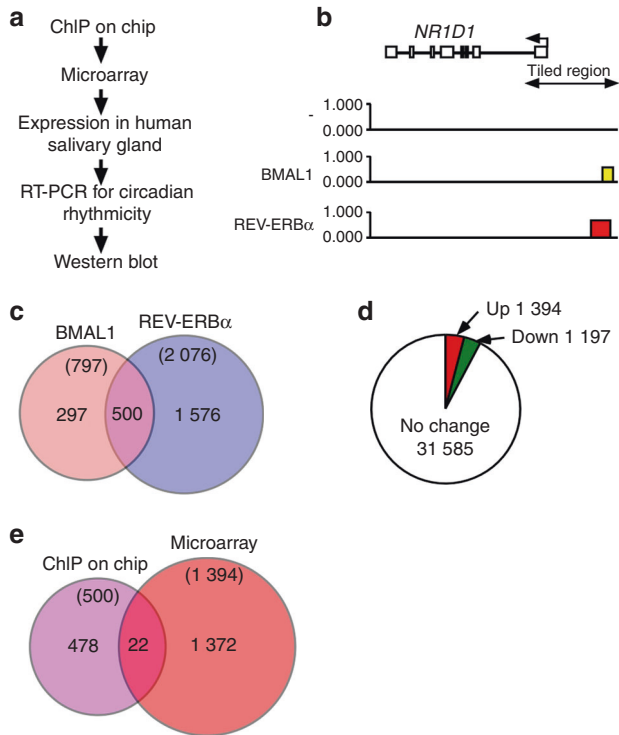 a
ChIP on chip
Microarray
Expression in human
salivary gland
RT-PCR for circadian
rhythmicity
Western blot
b
NR1D1
Tiled region
-
1.000
0.000
BMAL1
1.000
0.000
REV-ERBα
1.000
0.000
c
BMAL1
REV-ERBα
(797)
(2 076)
297
500
1 576
d
Up 1 394
Down 1 197
No change
31 585
e
ChIP on chip
Microarray
(500)
(1 394)
478
22
1 372